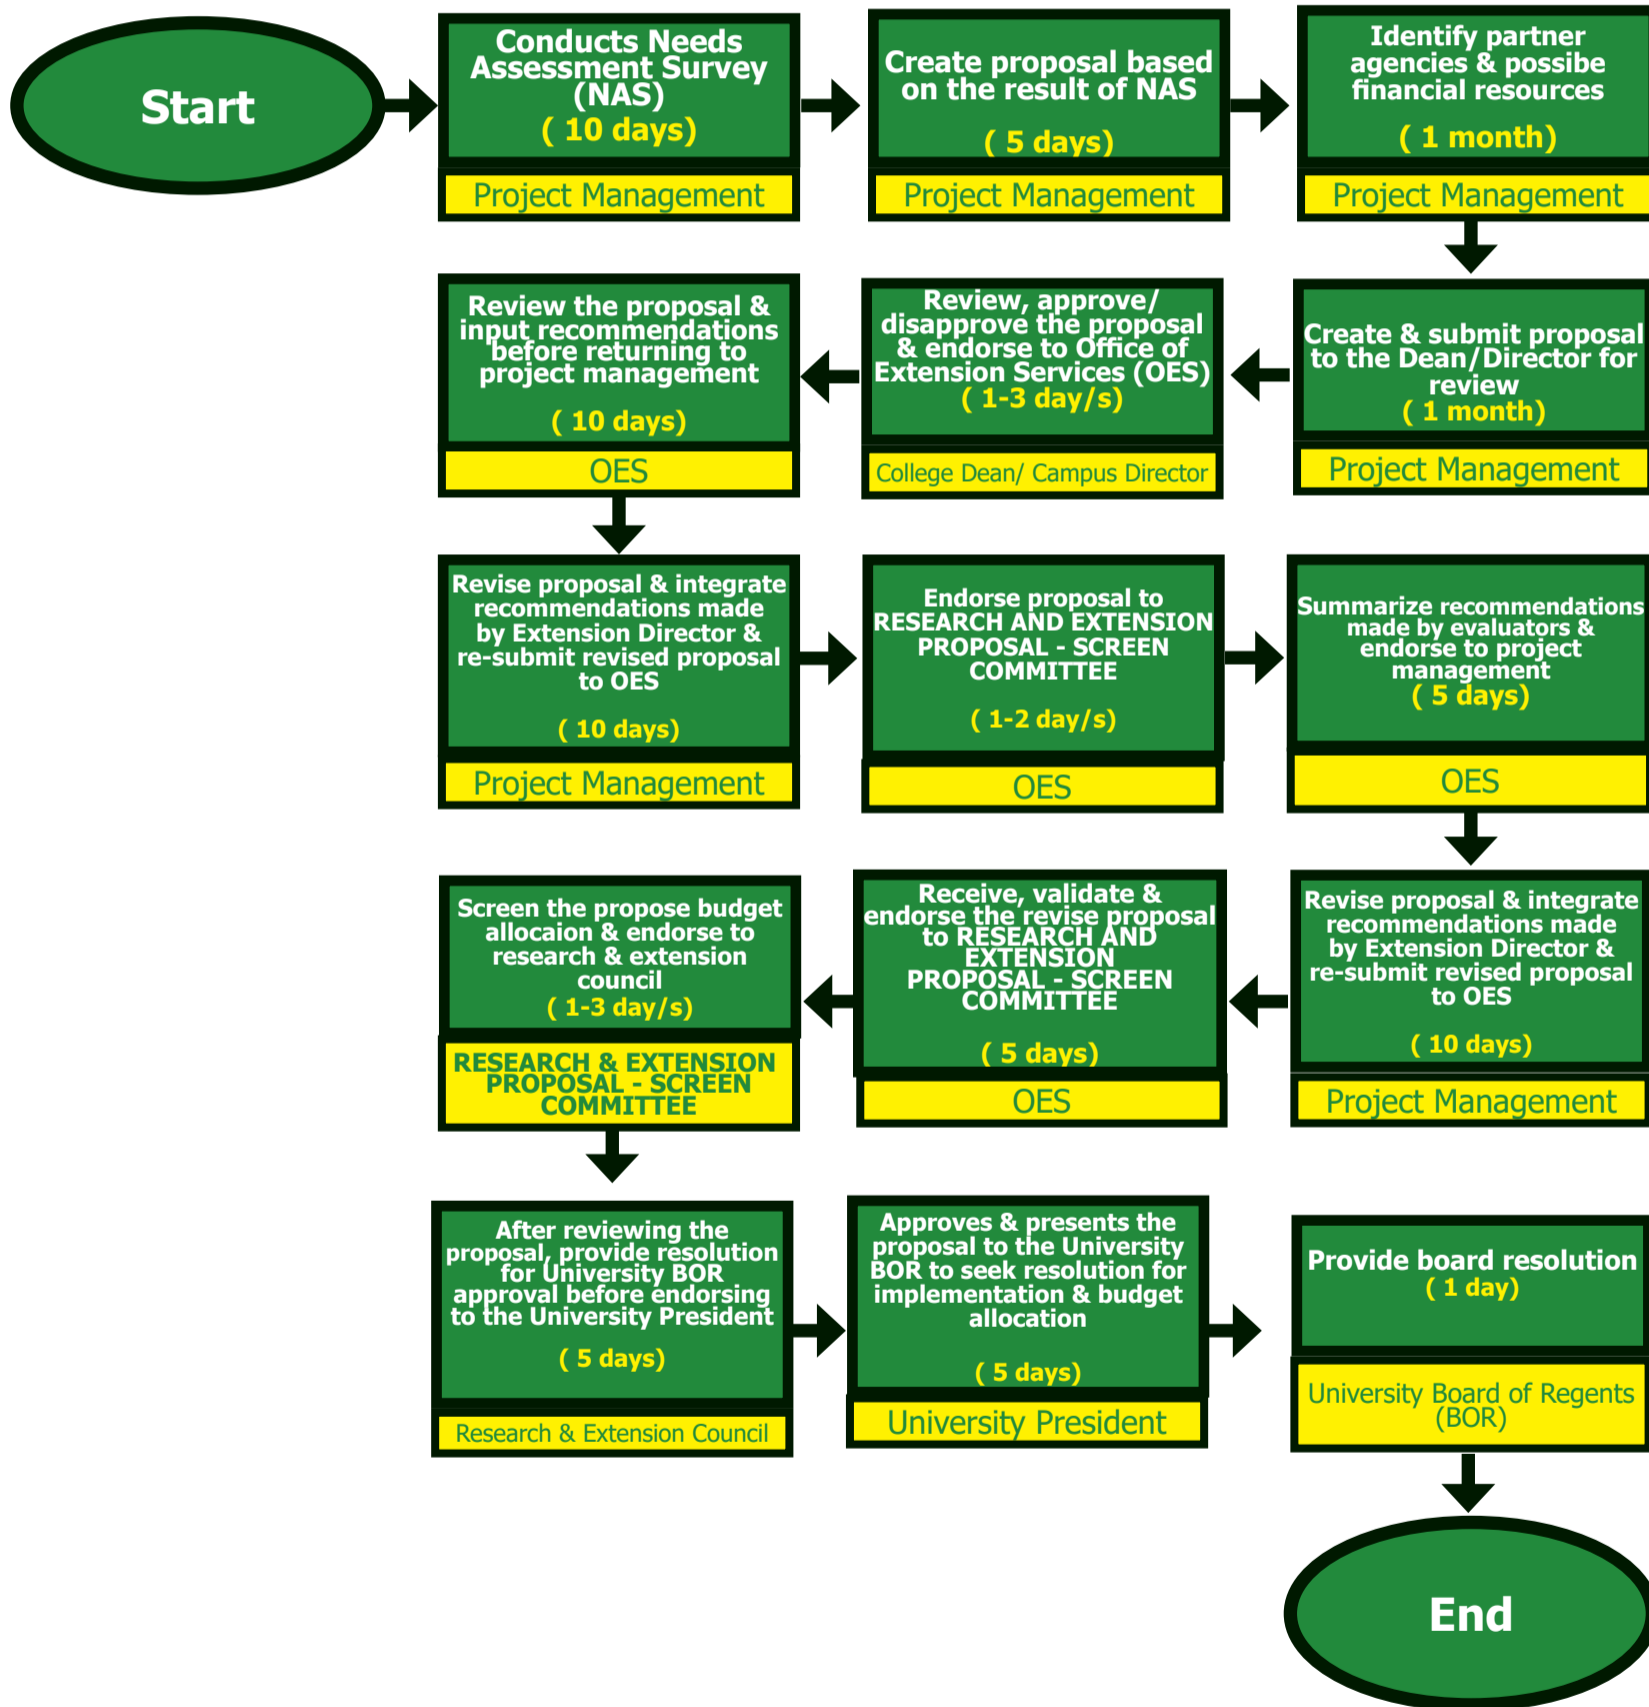 Start
Conducts Needs
Assessment Survey
(NAS)
( 10 days)
Project Management
Create proposal based
on the result of NAS
( 5 days)
Project Management
Identify partner
agencies & possibe
financial resources
( 1 month)
Project Management
Create & submit proposal
to the Dean/Director for
review
( 1 month)
Project Management
Review, approve/
disapprove the proposal
& endorse to Office of
Extension Services (OES)
( 1-3 day/s)
College Dean/ Campus Director
Review the proposal &
input recommendations
before returning to
project management
( 10 days)
OES
Revise proposal & integrate
recommendations made
by Extension Director &
re-submit revised proposal
to OES
( 10 days)
Project Management
Endorse proposal to
RESEARCH AND EXTENSION
PROPOSAL - SCREEN
COMMITTEE
( 1-2 day/s)
OES
Summarize recommendations
made by evaluators &
endorse to project
management
( 5 days)
OES
Revise proposal & integrate
recommendations made
by Extension Director &
re-submit revised proposal
to OES
( 10 days)
Project Management
Receive, validate &
endorse the revise proposal
to RESEARCH AND
EXTENSION
PROPOSAL - SCREEN
COMMITTEE
( 5 days)
OES
Screen the propose budget
allocaion & endorse to
research & extension
council
( 1-3 day/s)
RESEARCH & EXTENSION
PROPOSAL - SCREEN
COMMITTEE
After reviewing the
proposal, provide resolution
for University BOR
approval before endorsing
to the University President
( 5 days)
Research & Extension Council
Approves & presents the
proposal to the University
BOR to seek resolution for
implementation & budget
allocation
( 5 days)
University President
Provide board resolution
( 1 day)
University Board of Regents
(BOR)
End